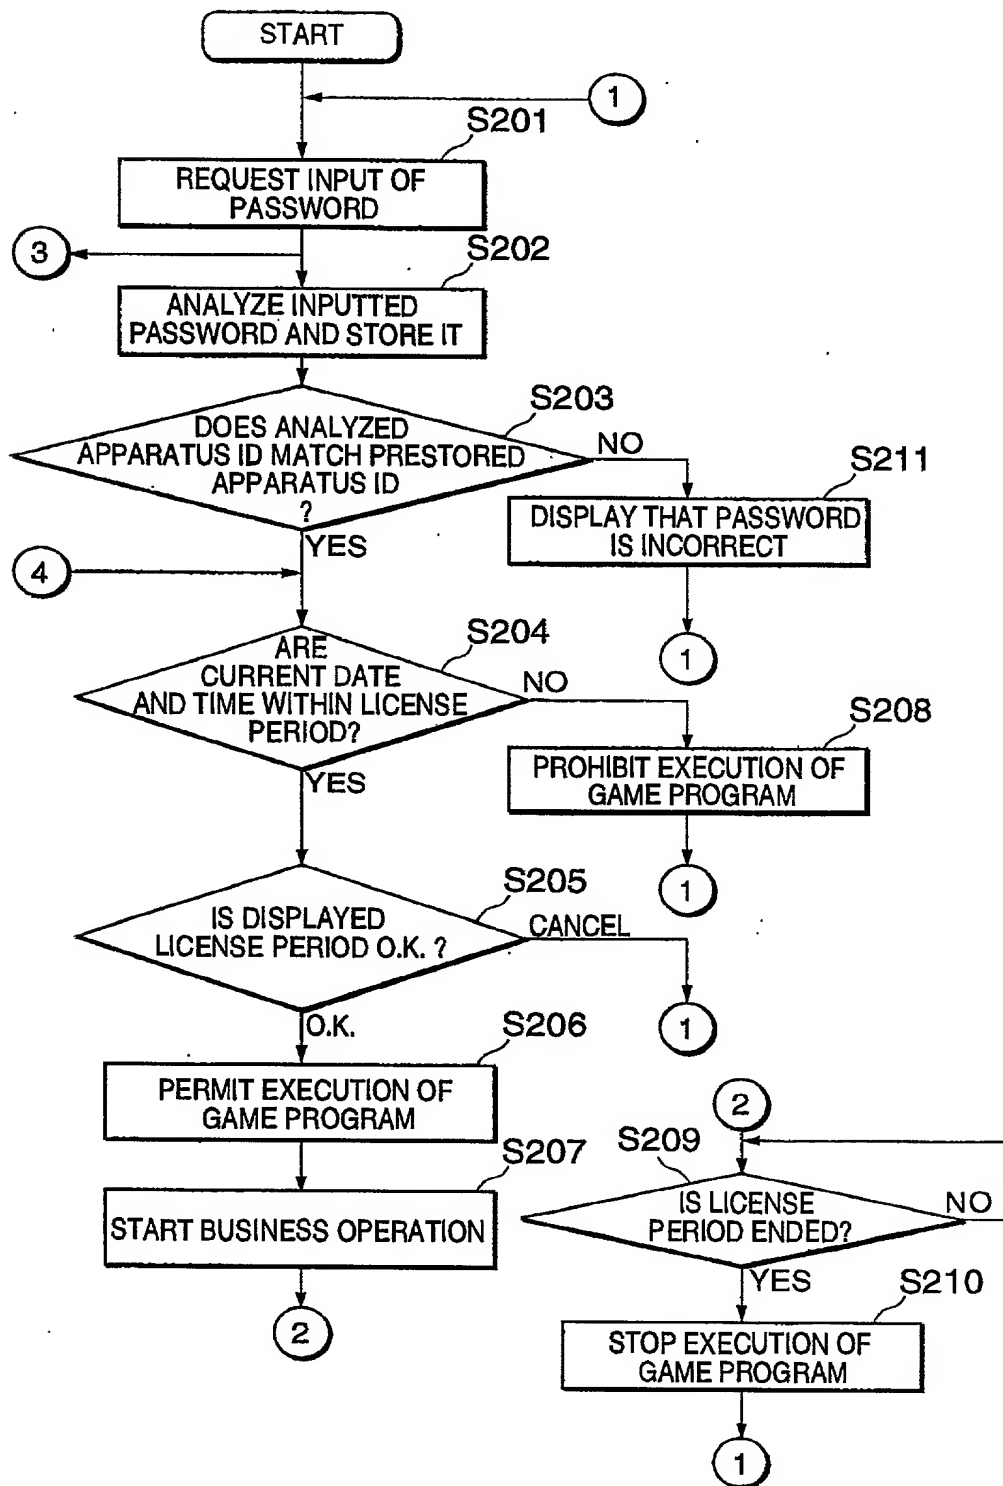 START
1
S201
REQUEST INPUT OF
PASSWORD
3
S202
ANALYZE INPUTTED
PASSWORD AND STORE IT
S203
DOES ANALYZED
APPARATUS ID MATCH PRESTORED
APPARATUS ID
?
NO
YES
S211
DISPLAY THAT PASSWORD
IS INCORRECT
1
4
S204
ARE
CURRENT DATE
AND TIME WITHIN LICENSE
PERIOD?
NO
YES
S208
PROHIBIT EXECUTION OF
GAME PROGRAM
1
S205
IS DISPLAYED
LICENSE PERIOD O.K. ?
CANCEL
1
O.K.
S206
PERMIT EXECUTION OF
GAME PROGRAM
S207
START BUSINESS OPERATION
2
2
S209
IS LICENSE
PERIOD ENDED?
NO
YES
S210
STOP EXECUTION OF
GAME PROGRAM
1